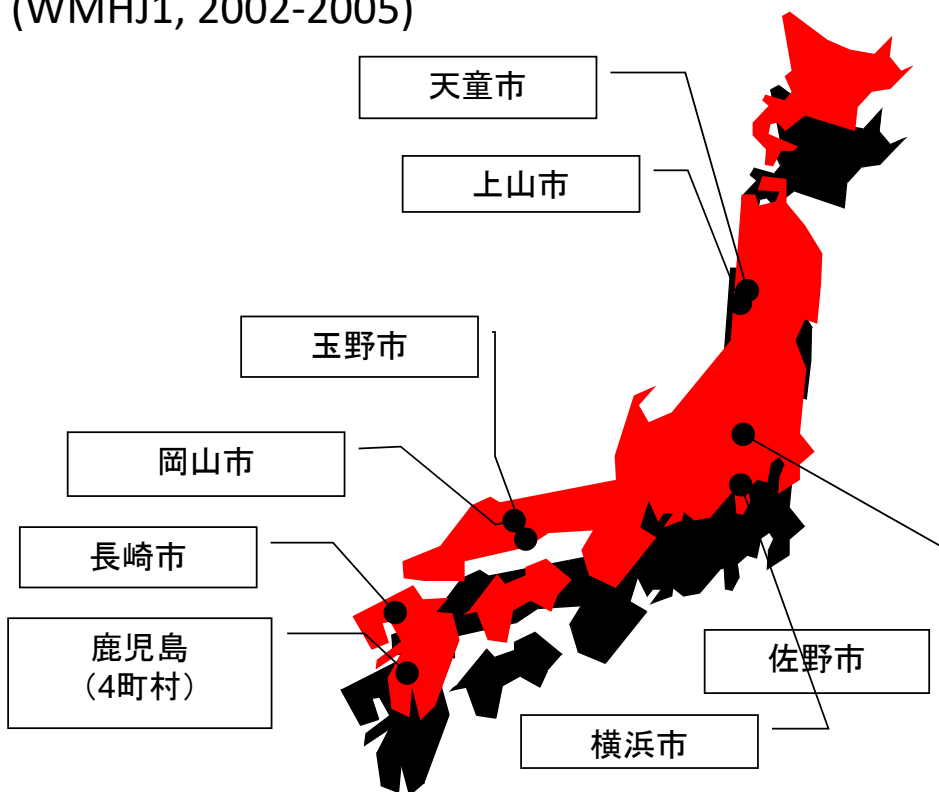 (WMHJ1, 2002-2005)
天童市
上山市
玉野市
岡山市
長崎市
鹿児島
（4町村）
佐野市
横浜市